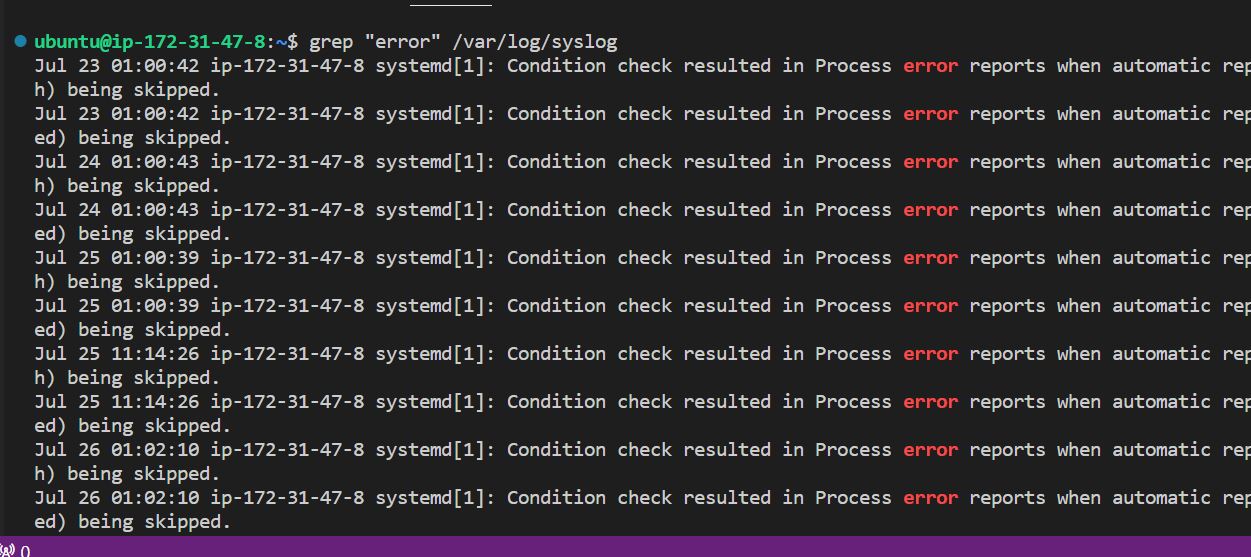 ubuntu@ip-172-31-47-8:~$ grep "error" /var/log/syslog
Jul 23 01:00:42 ip-172-31-47-8 systemd[1]: Condition check resulted in Process error reports when automatic rep
h) being skipped.
Jul 23 01:00:42 ip-172-31-47-8 systemd[1]: Condition check resulted in Process error reports when automatic rep
ed) being skipped.
Jul 24 01:00:43 ip-172-31-47-8 systemd[1]: Condition check resulted in Process error reports when automatic rep
h) being skipped.
Jul 24 01:00:43 ip-172-31-47-8 systemd[1]: Condition check resulted in Process error reports when automatic rep
ed) being skipped.
Jul 25 01:00:39 ip-172-31-47-8 systemd[1]: Condition check resulted in Process error reports when automatic rep
h) being skipped.
Jul 25 01:00:39 ip-172-31-47-8 systemd[1]: Condition check resulted in Process error reports when automatic rep
ed) being skipped.
Jul 25 11:14:26 ip-172-31-47-8 systemd[1]: Condition check resulted in Process error reports when automatic rep
h) being skipped.
Jul 25 11:14:26 ip-172-31-47-8 systemd[1]: Condition check resulted in Process error reports when automatic rep
ed) being skipped.
Jul 26 01:02:10 ip-172-31-47-8 systemd[1]: Condition check resulted in Process error reports when automatic rep
h) being skipped.
Jul 26 01:02:10 ip-172-31-47-8 systemd[1]: Condition check resulted in Process error reports when automatic rep
ed) being skipped.
0